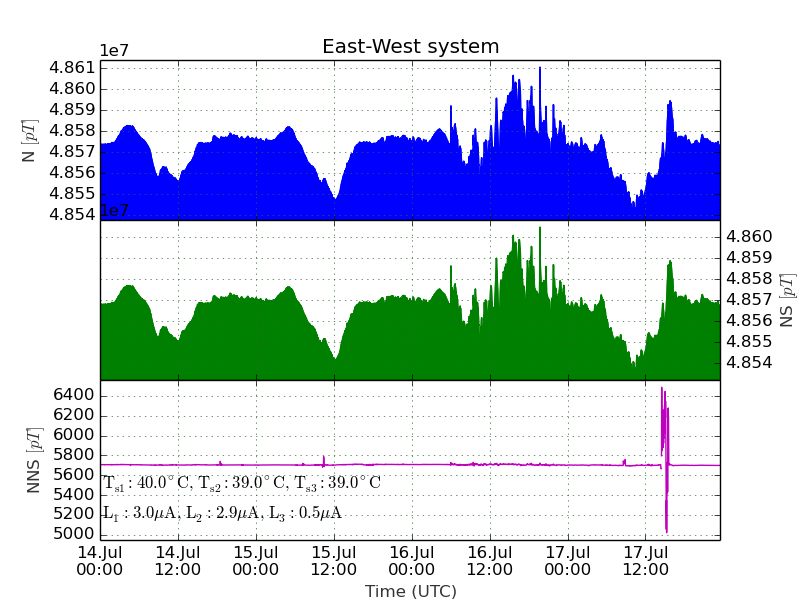 East-West system
1e7
4.861
4.860
4.859
4.858
4.857
4.856
4.855
4.854
N [pT]
1e7
4.860
4.859
4.858
4.857
4.856
4.855
4.854
NS [pT]
6400
6200
6000
5800
5600
5400
5200
5000
NNS [pT]
T_s1 : 40.0°C, T_s2 : 39.0°C, T_s3 : 39.0°C
L_1 : 3.0μA, L_2 : 2.9μA, L_3 : 0.5μA
14.Jul 14.Jul 15.Jul 15.Jul 16.Jul 16.Jul 17.Jul 17.Jul
00:00 12:00 00:00 12:00 00:00 12:00 00:00 12:00
Time (UTC)